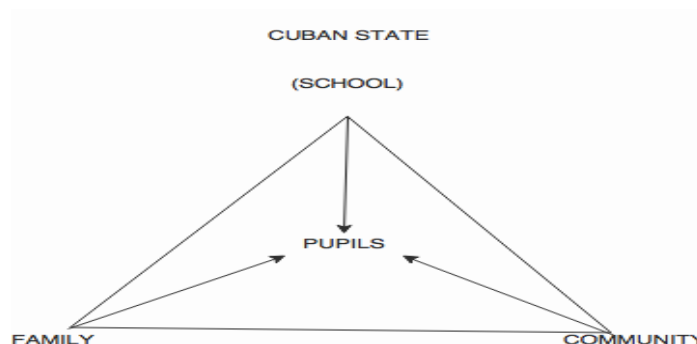 CUBAN STATE
(SCHOOL)
PUPILS
FAMILY
COMMUNITY